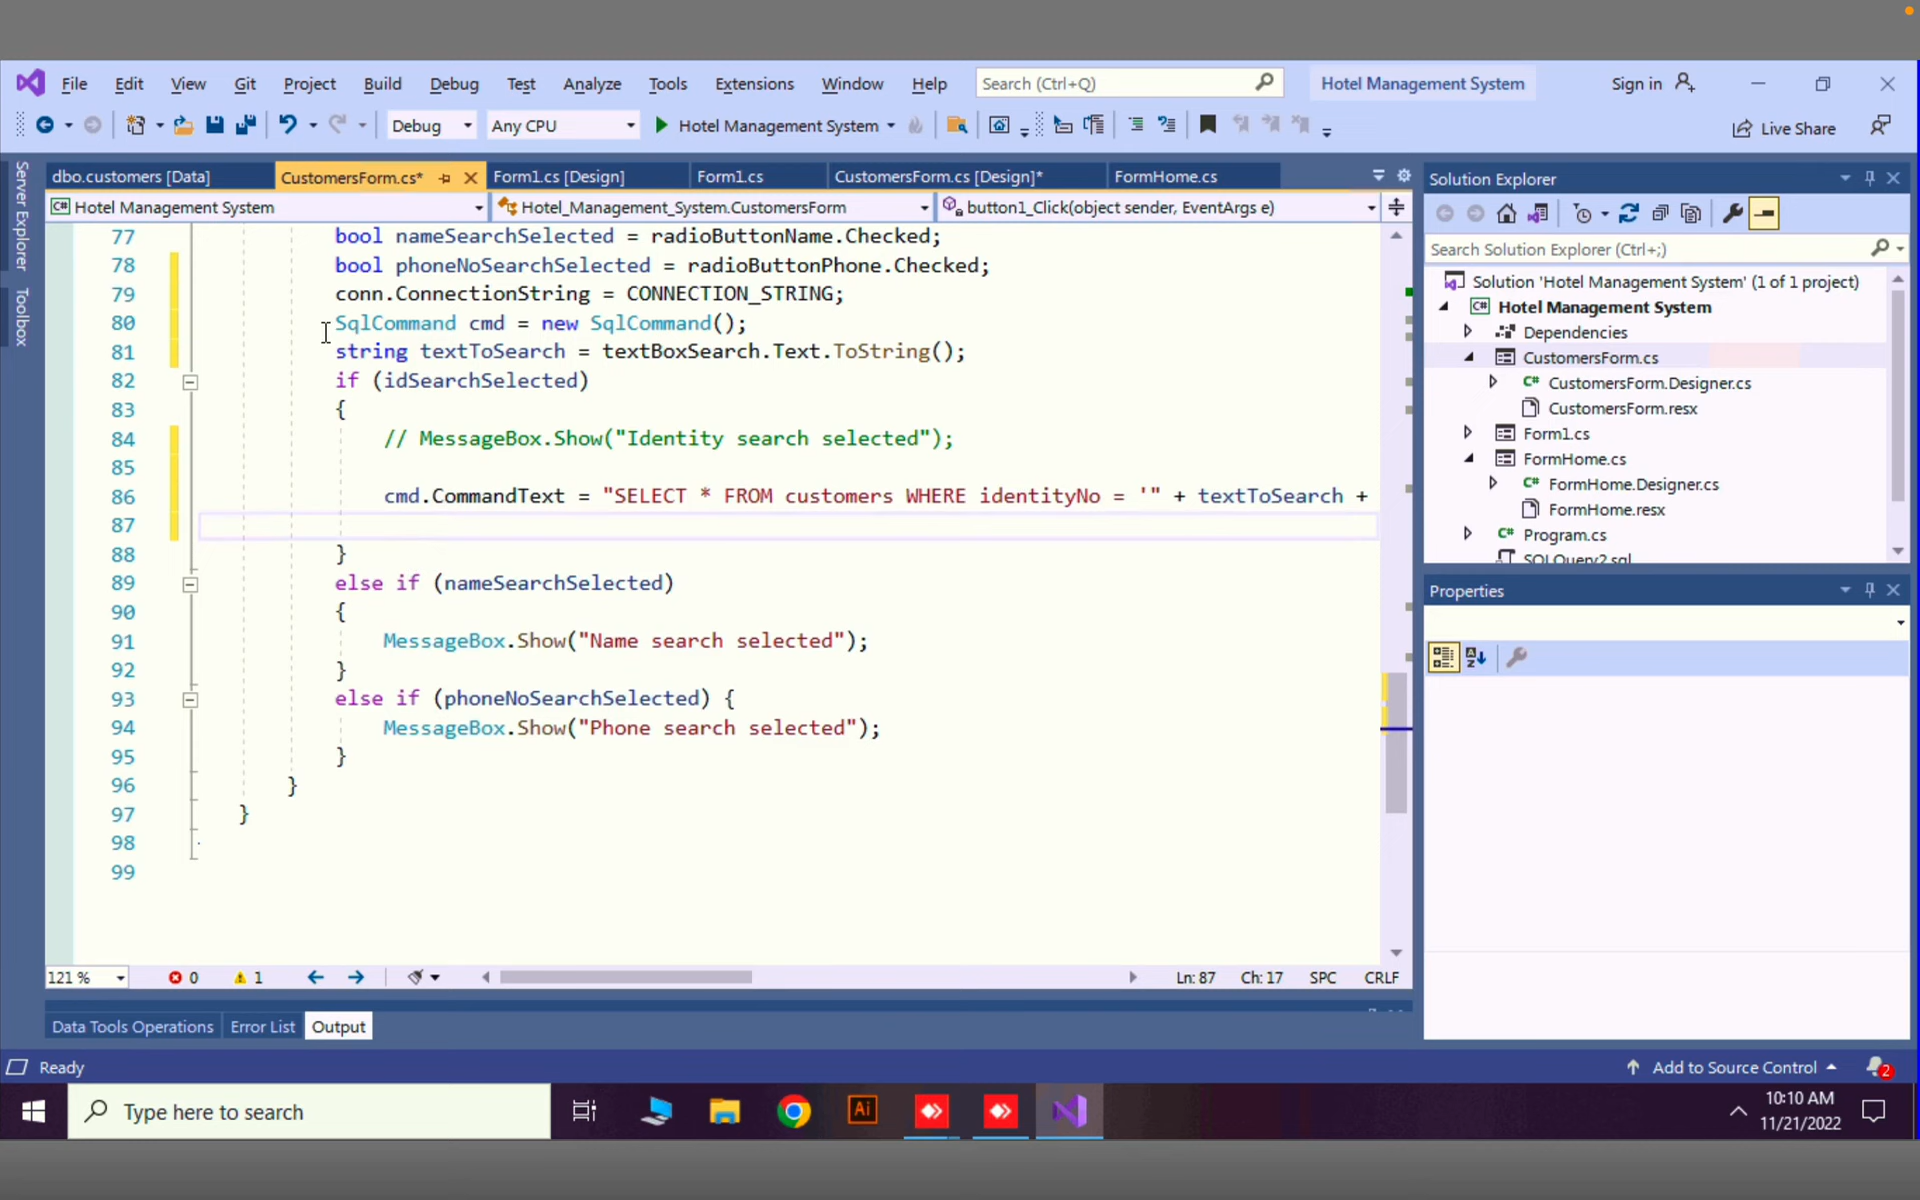 File Edit View Git Project Build Debug Test Analyze Tools Extensions Window Help Search (Ctrl+Q) Hotel Management System Sign in
Debug Any CPU Hotel Management System Live Share
Server Explorer
Toolbox
dbo.customers [Data] CustomersForm.cs* Form1.cs [Design] Form1.cs CustomersForm.cs [Design]* FormHome.cs
Hotel Management System Hotel_Management_System.CustomersForm button1_Click(object sender, EventArgs e)
77 bool nameSearchSelected = radioButtonName.Checked;
78 bool phoneNoSearchSelected = radioButtonPhone.Checked;
79 conn.ConnectionString = CONNECTION_STRING;
80 SqlCommand cmd = new SqlCommand();
81 string textToSearch = textBoxSearch.Text.ToString();
82 if (idSearchSelected)
83 {
84 // MessageBox.Show("Identity search selected");
85
86 cmd.CommandText = "SELECT * FROM customers WHERE identityNo = '" + textToSearch +
87
88 }
89 else if (nameSearchSelected)
90 {
91 MessageBox.Show("Name search selected");
92 }
93 else if (phoneNoSearchSelected) {
94 MessageBox.Show("Phone search selected");
95 }
96 }
97 }
98
99
121 % 0 1 Ln: 87 Ch: 17 SPC CRLF
Data Tools Operations Error List Output
Solution Explorer
Search Solution Explorer (Ctrl+;)
Solution 'Hotel Management System' (1 of 1 project)
C# Hotel Management System
Dependencies
CustomersForm.cs
C# CustomersForm.Designer.cs
CustomersForm.resx
Form1.cs
FormHome.cs
C# FormHome.Designer.cs
FormHome.resx
C# Program.cs
SQLQuery2.sql
Properties
Ready Add to Source Control 2
Type here to search Ai 10:10 AM
11/21/2022